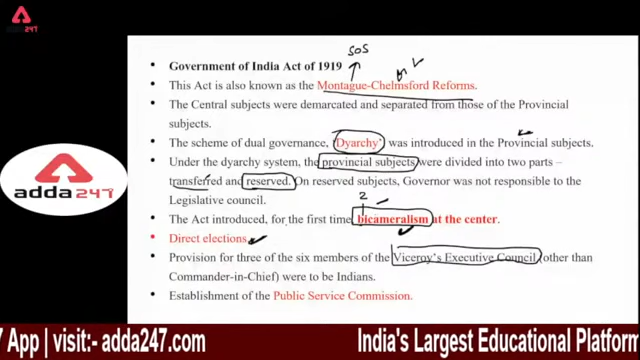 Adda
247
SOS
Government of India Act of 1919
This Act is also known as the Montague-Chelmsford Reforms.
The Central subjects were demarcated and separated from those of the Provincial
subjects.
The scheme of dual governance, 'Dyarchy' was introduced in the Provincial subjects.
Under the dyarchy system, the provincial subjects were divided into two parts –
transferred and reserved. On reserved subjects, Governor was not responsible to the
Legislative council.
2
The Act introduced, for the first time bicameralism at the center.
Direct elections
Provision for three of the six members of the Viceroy's Executive Council (other than
Commander-in-Chief) were to be Indians.
Establishment of the Public Service Commission.
adda247
7 App | visit:- adda247.com
India's Largest Educational Platform